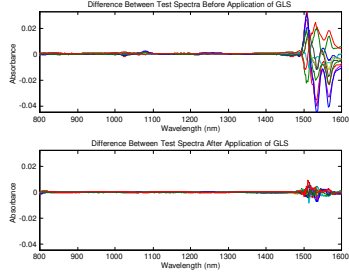 Difference Between Test Spectra Before Application of GLS
0.02
0
-0.02
-0.04
Absorbance
800 900 1000 1100 1200 1300 1400 1500 1600
Wavelength (nm)
Difference Between Test Spectra After Application of GLS
0.02
0
-0.02
-0.04
Absorbance
800 900 1000 1100 1200 1300 1400 1500 1600
Wavelength (nm)